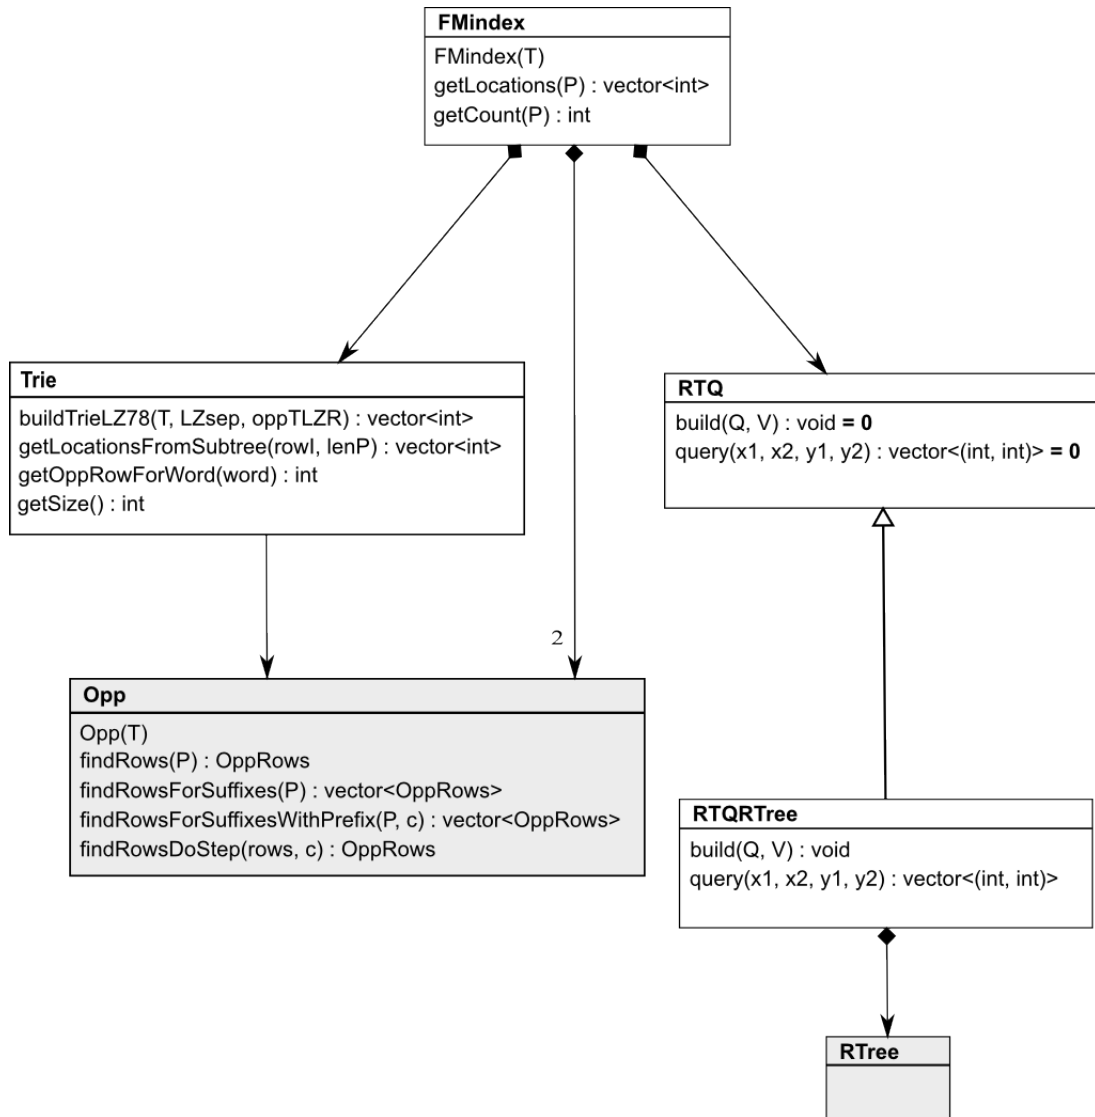 FMindex
FMindex(T)
getLocations(P) : vector<int>
getCount(P) : int
Trie
buildTrieLZ78(T, LZsep, oppTLZR) : vector<int>
getLocationsFromSubtree(rowI, lenP) : vector<int>
getOppRowForWord(word) : int
getSize() : int
RTQ
build(Q, V) : void = 0
query(x1, x2, y1, y2) : vector<(int, int)> = 0
2
Opp
Opp(T)
findRows(P) : OppRows
findRowsForSuffixes(P) : vector<OppRows>
findRowsForSuffixesWithPrefix(P, c) : vector<OppRows>
findRowsDoStep(rows, c) : OppRows
RTQRTree
build(Q, V) : void
query(x1, x2, y1, y2) : vector<(int, int)>
RTree